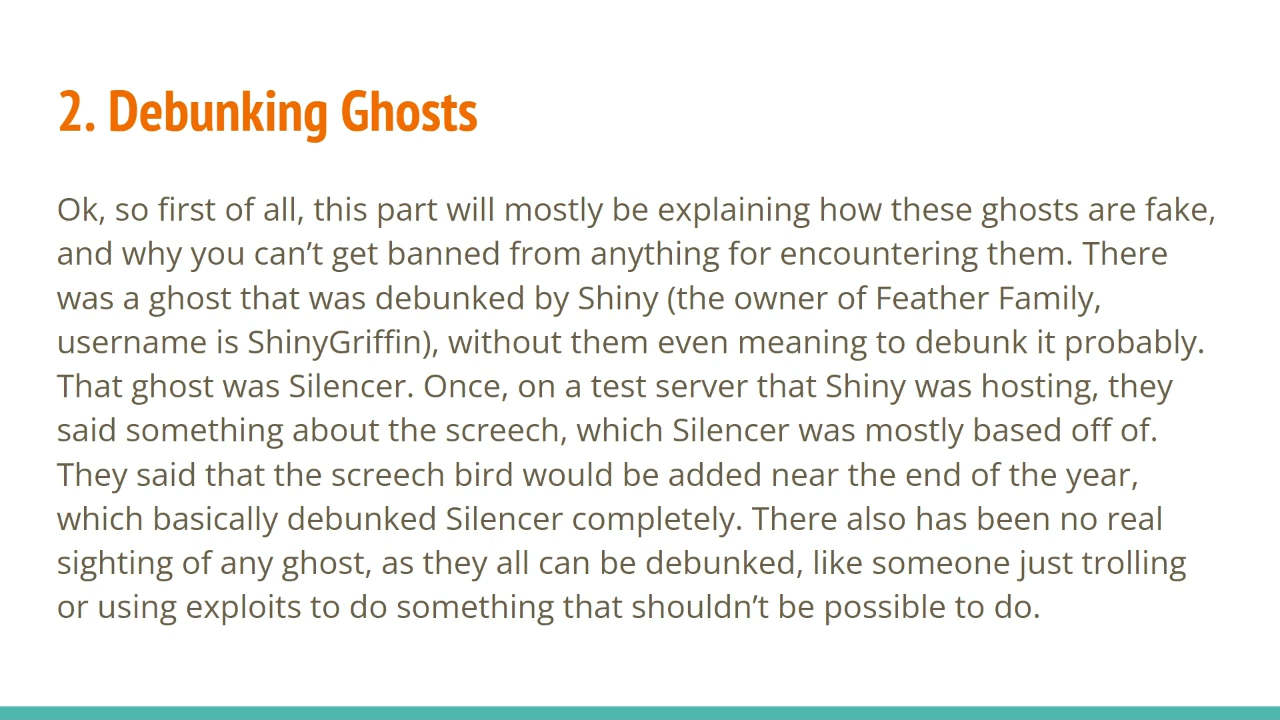 2. Debunking Ghosts
Ok, so first of all, this part will mostly be explaining how these ghosts are fake,
and why you can’t get banned from anything for encountering them. There
was a ghost that was debunked by Shiny (the owner of Feather Family,
username is ShinyGriffin), without them even meaning to debunk it probably.
That ghost was Silencer. Once, on a test server that Shiny was hosting, they
said something about the screech, which Silencer was mostly based off of.
They said that the screech bird would be added near the end of the year,
which basically debunked Silencer completely. There also has been no real
sighting of any ghost, as they all can be debunked, like someone just trolling
or using exploits to do something that shouldn’t be possible to do.